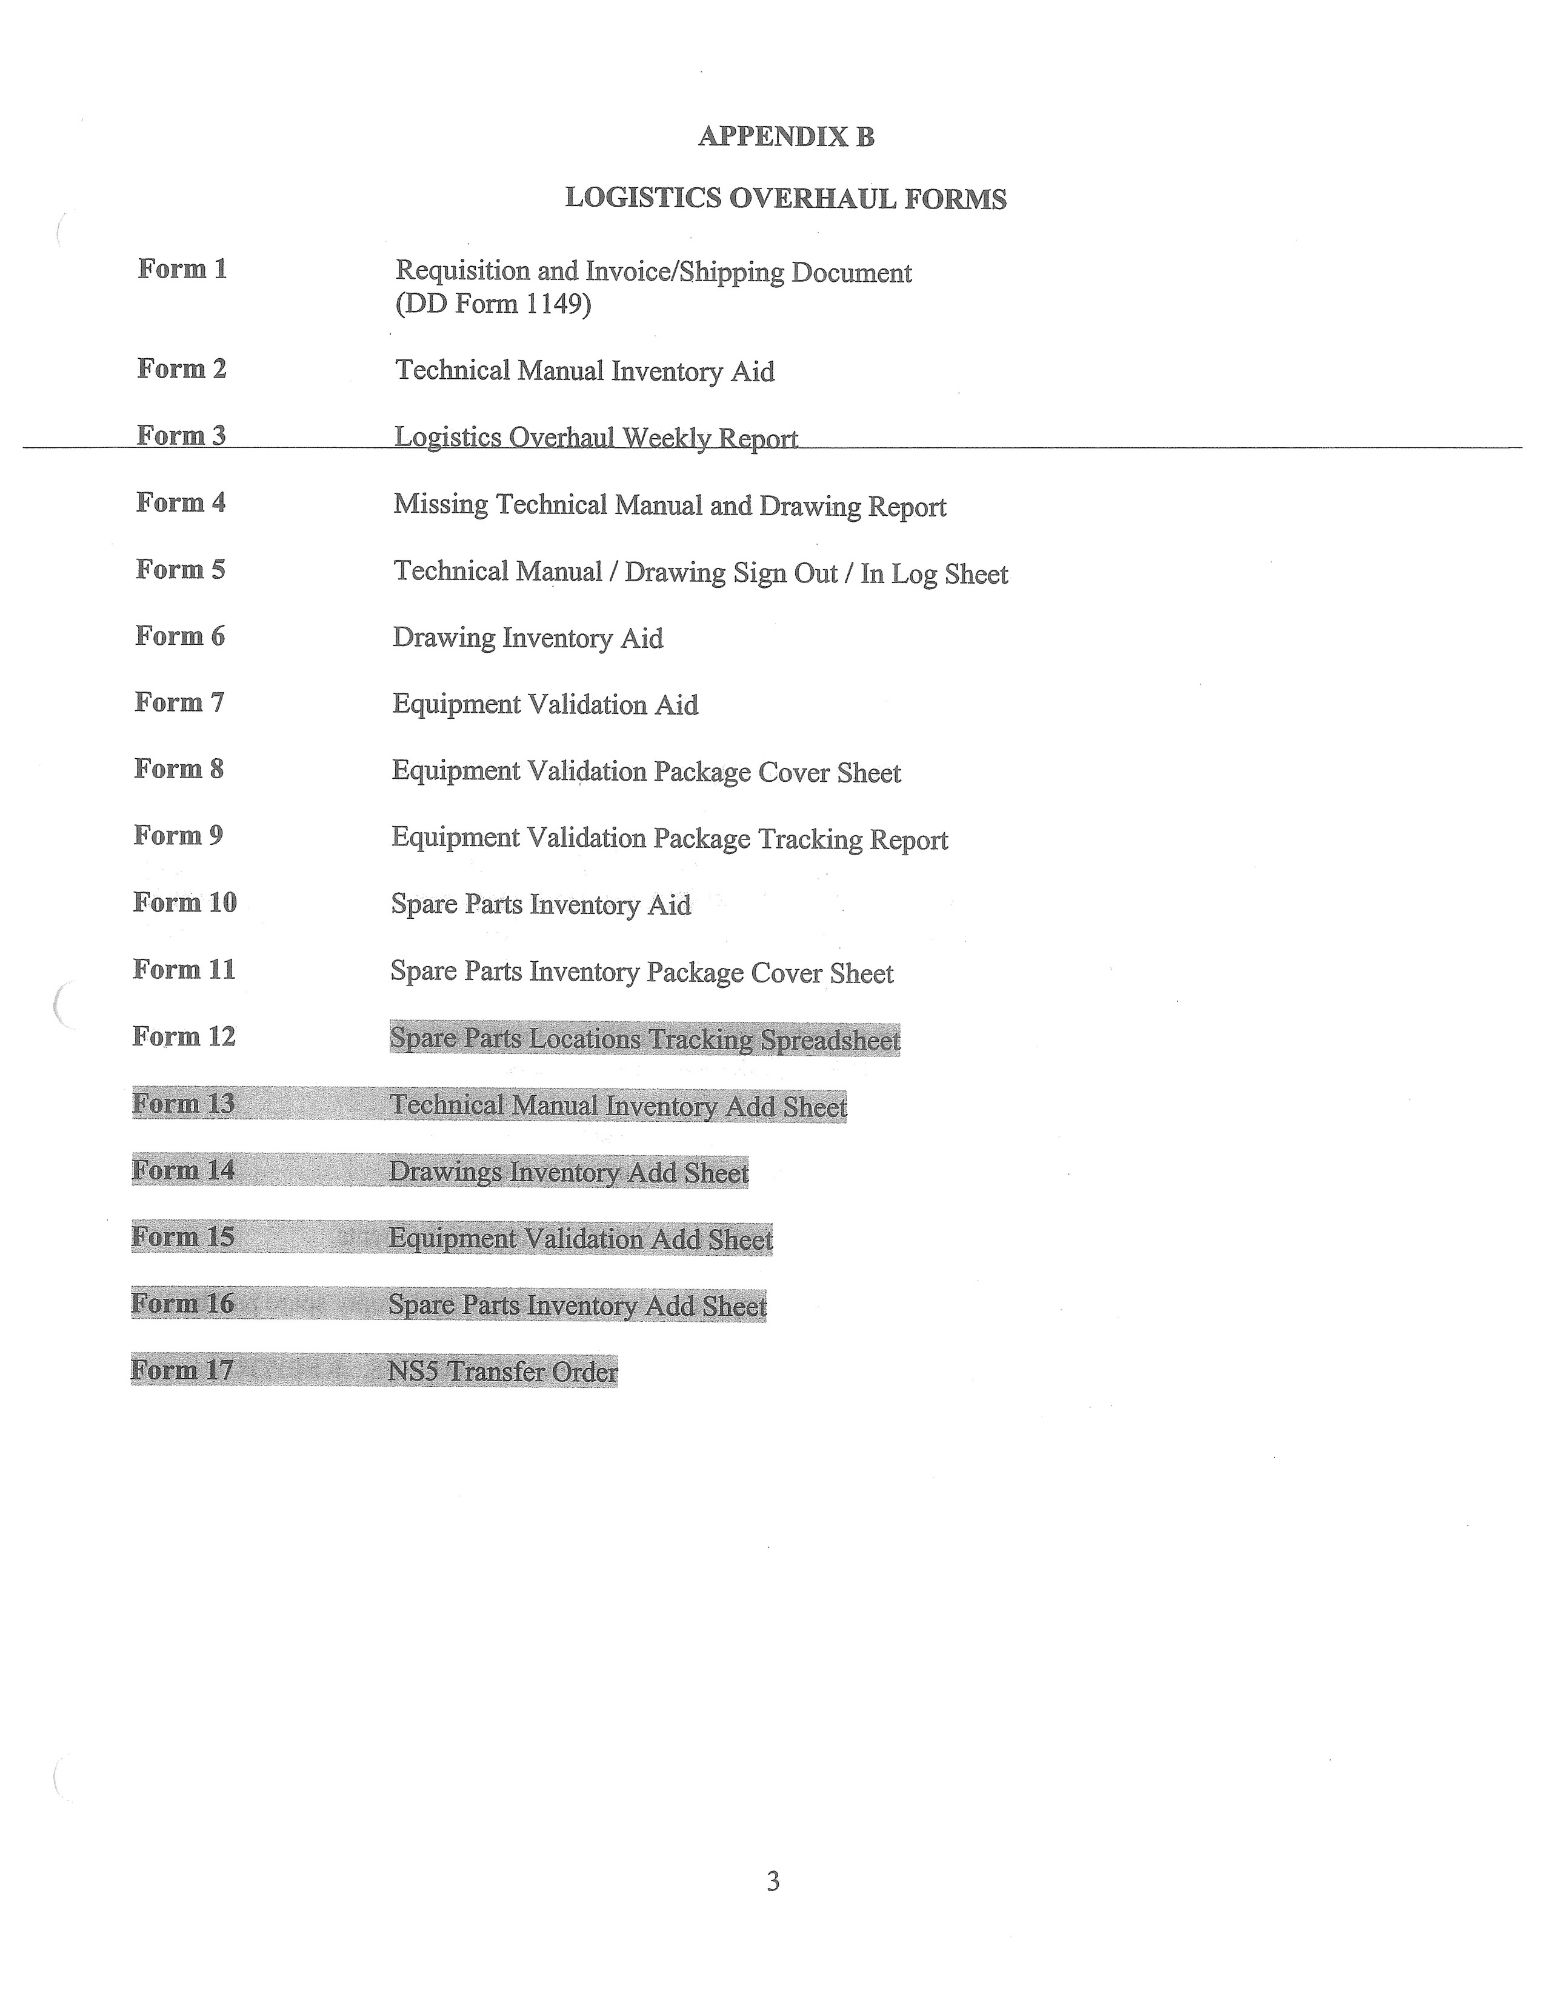 APPENDIX B
LOGISTICS OVERHAUL FORMS
Form 1 Requisition and Invoice/Shipping Document
(DD Form 1149)
Form 2 Technical Manual Inventory Aid
Form 3 Logistics Overhaul Weekly Report
Form 4 Missing Technical Manual and Drawing Report
Form 5 Technical Manual / Drawing Sign Out / In Log Sheet
Form 6 Drawing Inventory Aid
Form 7 Equipment Validation Aid
Form 8 Equipment Validation Package Cover Sheet
Form 9 Equipment Validation Package Tracking Report
Form 10 Spare Parts Inventory Aid
Form 11 Spare Parts Inventory Package Cover Sheet
Form 12 Spare Parts Locations Tracking Spreadsheet
Form 13 Technical Manual Inventory Add Sheet
Form 14 Drawings Inventory Add Sheet
Form 15 Equipment Validation Add Sheet
Form 16 Spare Parts Inventory Add Sheet
Form 17 NS5 Transfer Order
3